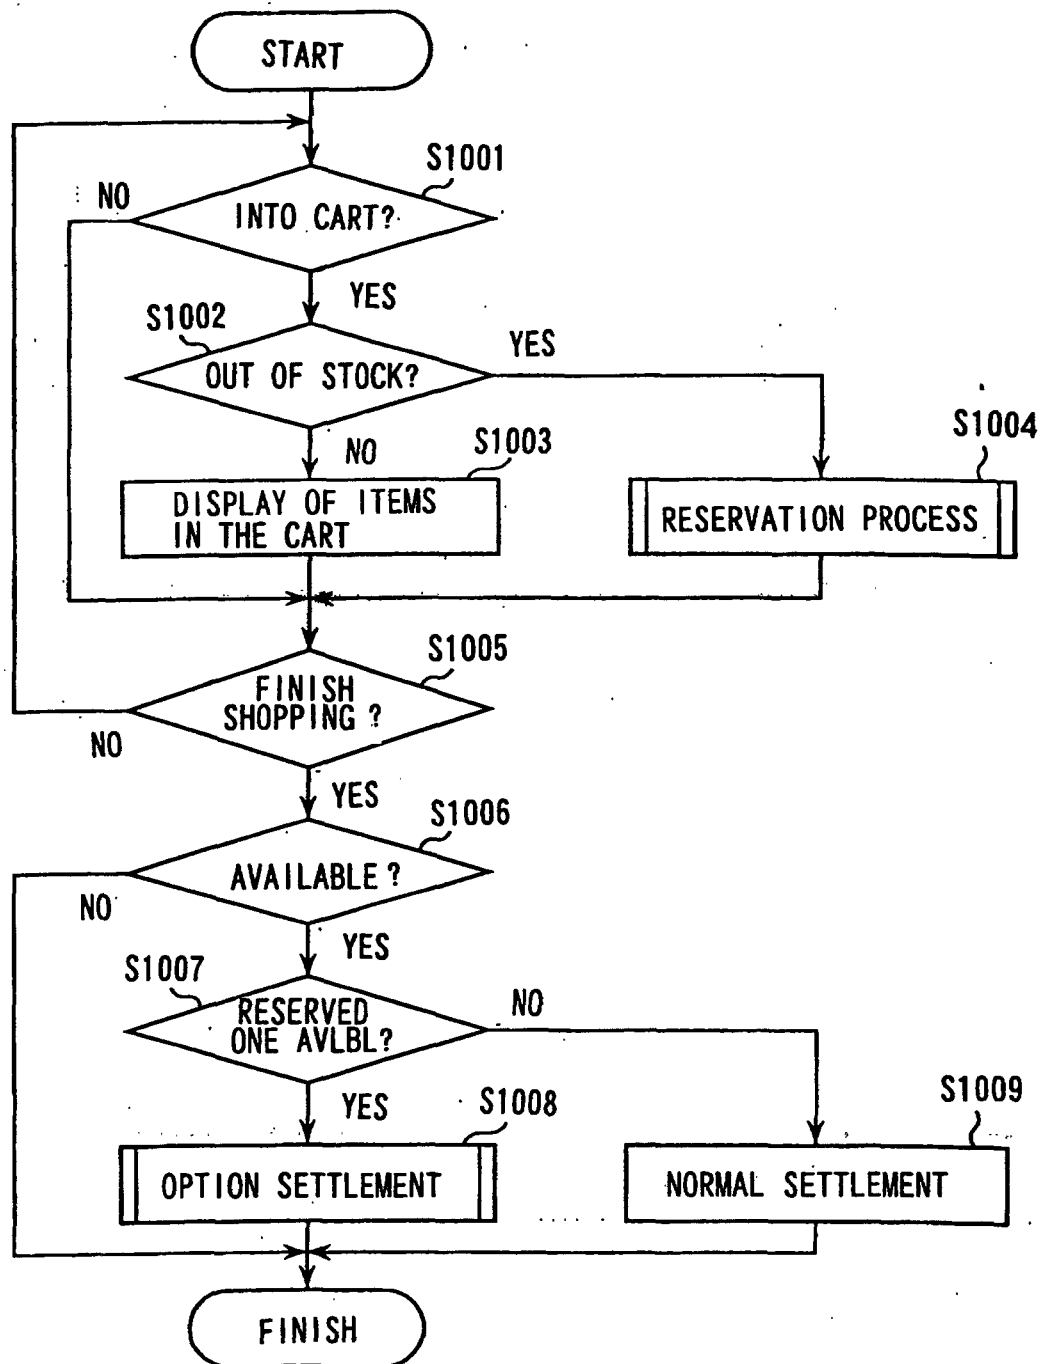 START
S1001
NO
INTO CART?
YES
S1002
YES
OUT OF STOCK?
S1004
NO
S1003
DISPLAY OF ITEMS
IN THE CART
RESERVATION PROCESS
S1005
FINISH
SHOPPING?
NO
YES
S1006
AVAILABLE?
NO
YES
S1007
NO
RESERVED
ONE AVLBL?
S1009
YES
S1008
OPTION SETTLEMENT
NORMAL SETTLEMENT
FINISH